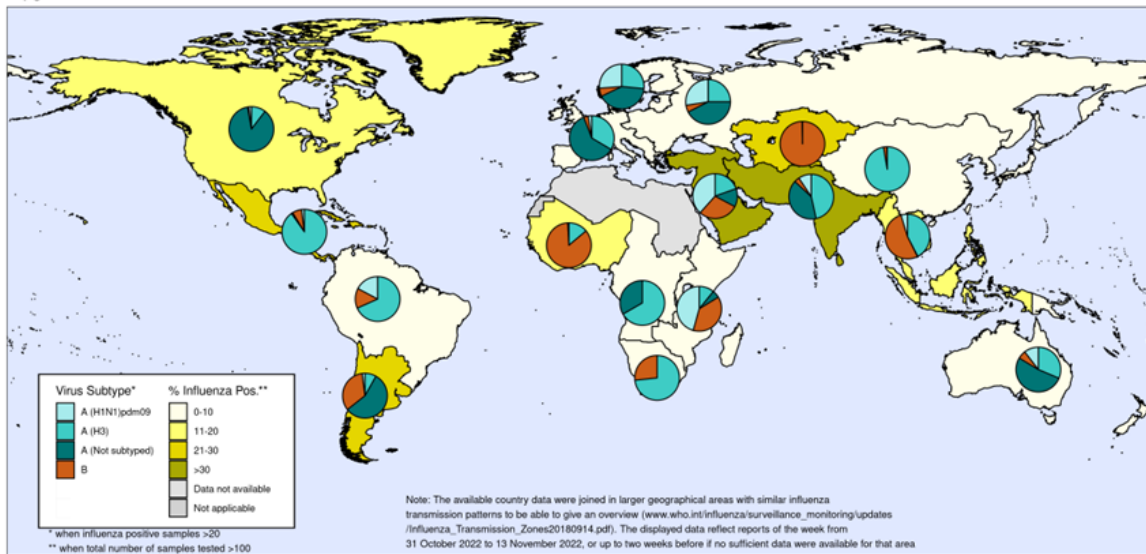 Virus Subtype*
A (H1N1)pdm09
A (H3)
A (Not subtyped)
B
% Influenza Pos.**
0-10
11-20
21-30
>30
Data not available
Not applicable
* when influenza positive samples >20
** when total number of samples tested >100
Note: The available country data were joined in larger geographical areas with similar influenza
transmission patterns to be able to give an overview (www.who.int/influenza/surveillance_monitoring/updates
/Influenza_Transmission_Zones20180914.pdf). The displayed data reflect reports of the week from
31 October 2022 to 13 November 2022, or up to two weeks before if no sufficient data were available for that area